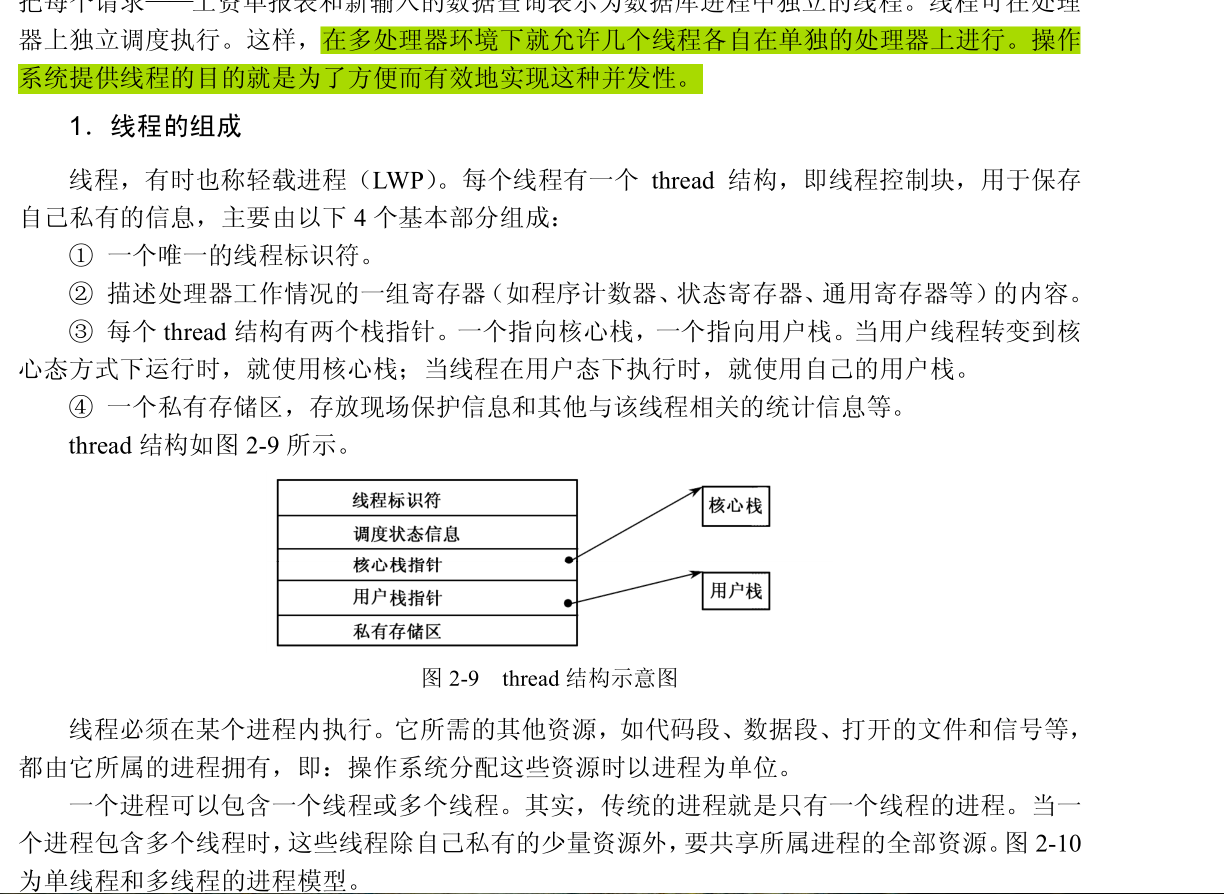 把每个请求——工资单报表和新输入的数据查询表示为数据库进程中独立的线程。线程可在处理
器上独立调度执行。这样，在多处理器环境下就允许几个线程各自在单独的处理器上进行。操作
系统提供线程的目的就是为了方便而有效地实现这种并发性。
1．线程的组成
线程，有时也称轻载进程（LWP）。每个线程有一个 thread 结构，即线程控制块，用于保存
自己私有的信息，主要由以下 4 个基本部分组成：
① 一个唯一的线程标识符。
② 描述处理器工作情况的一组寄存器（如程序计数器、状态寄存器、通用寄存器等）的内容。
③ 每个 thread 结构有两个栈指针。一个指向核心栈，一个指向用户栈。当用户线程转变到核
心态方式下运行时，就使用核心栈；当线程在用户态下执行时，就使用自己的用户栈。
④ 一个私有存储区，存放现场保护信息和其他与该线程相关的统计信息等。
thread 结构如图 2-9 所示。
线程标识符
调度状态信息
核心栈指针
用户栈指针
私有存储区
核心栈
用户栈
图 2-9 thread 结构示意图
线程必须在某个进程内执行。它所需的其他资源，如代码段、数据段、打开的文件和信号等，
都由它所属的进程拥有，即：操作系统分配这些资源时以进程为单位。
一个进程可以包含一个线程或多个线程。其实，传统的进程就是只有一个线程的进程。当一
个进程包含多个线程时，这些线程除自己私有的少量资源外，要共享所属进程的全部资源。图 2-10
为单线程和多线程的进程模型。